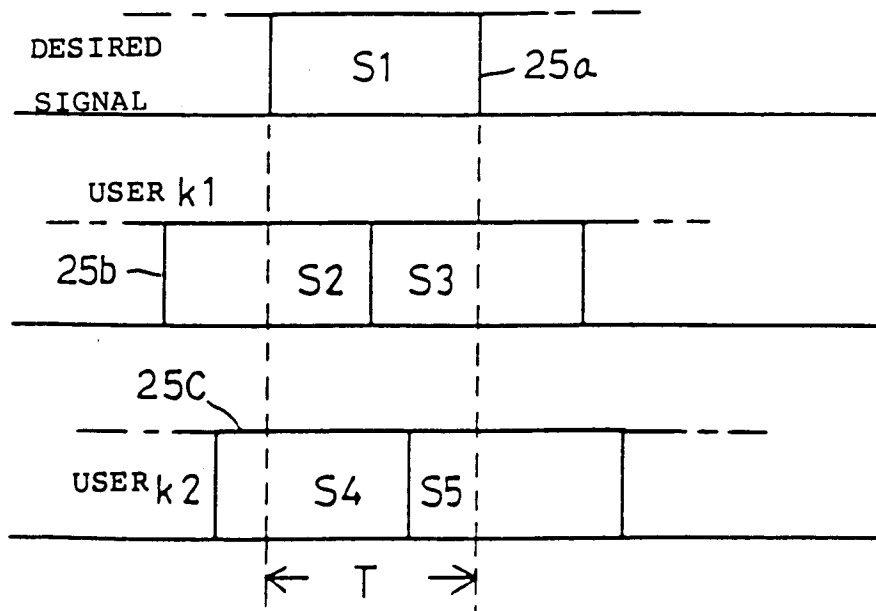 DESIRED
SIGNAL
S1
25a
USER k1
25b
S2
S3
25C
USER k2
S4
S5
T